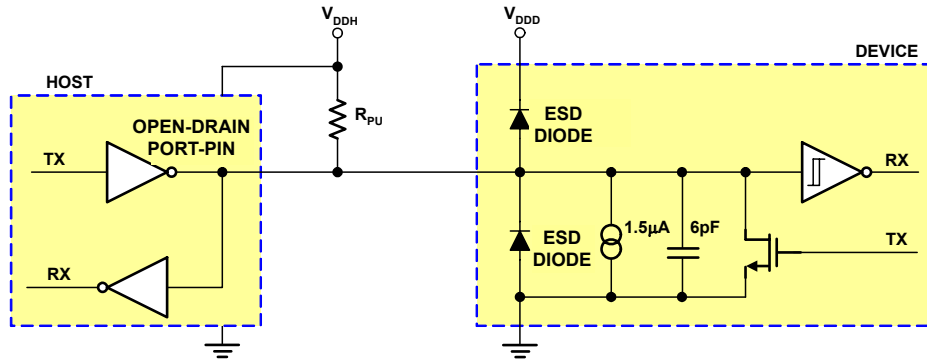 V_DDH
V_DDD
HOST
DEVICE
OPEN-DRAIN
PORT-PIN
R_PU
ESD
DIODE
TX
RX
ESD
DIODE
1.5µA
6pF
TX
RX